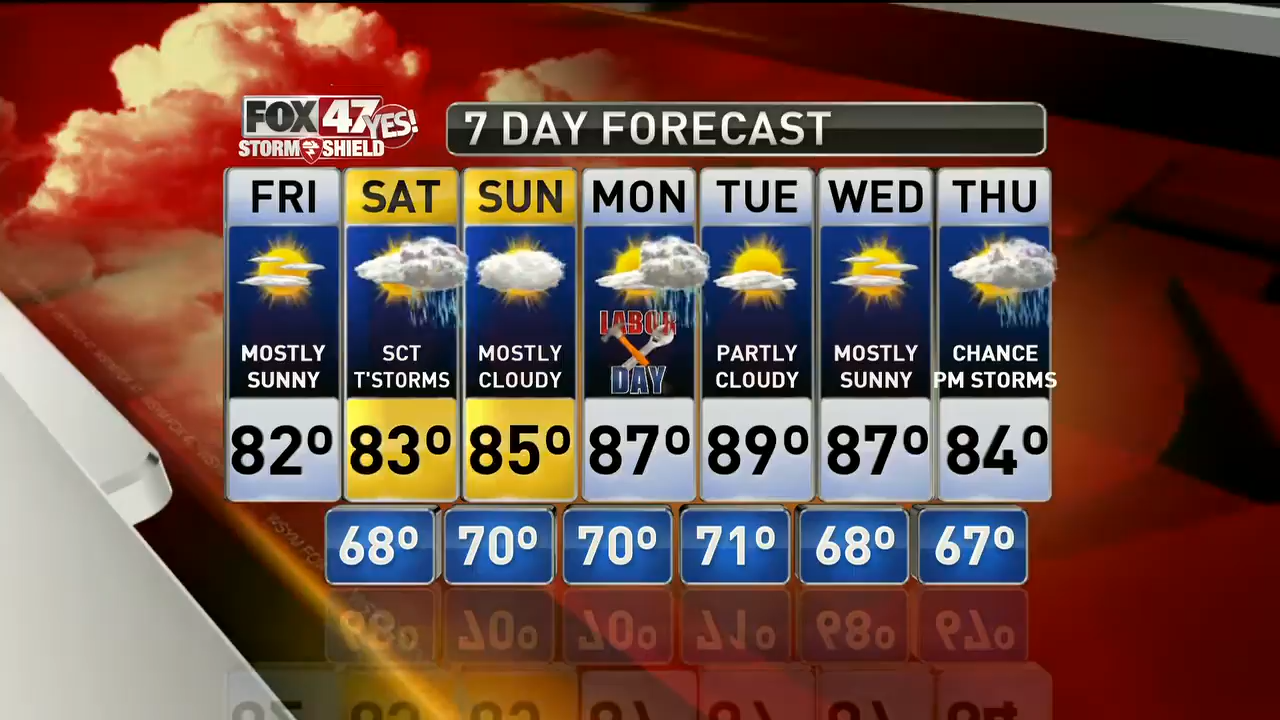 FOX 47 YES!
STORM SHIELD
7 DAY FORECAST
FRI SAT SUN MON TUE WED THU
LABOR
MOSTLY SCT MOSTLY PARTLY MOSTLY CHANCE
SUNNY T'STORMS CLOUDY DAY CLOUDY SUNNY PM STORMS
82º 83º 85º 87º 89º 87º 84º
68º 70º 70º 71º 68º 67º